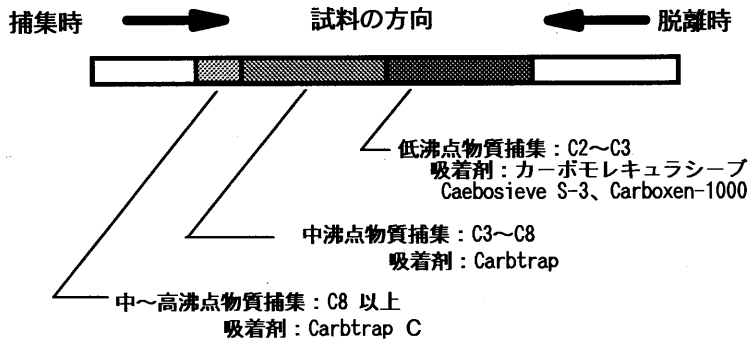 捕集時 試料の方向 脱離時
低沸点物質捕集：C2～C3
吸着剤：カーボモレキュラシーブ
Caebosieve S-3、Carboxen-1000
中沸点物質捕集：C3～C8
吸着剤：Carbtrap
中～高沸点物質捕集：C8 以上
吸着剤：Carbtrap C